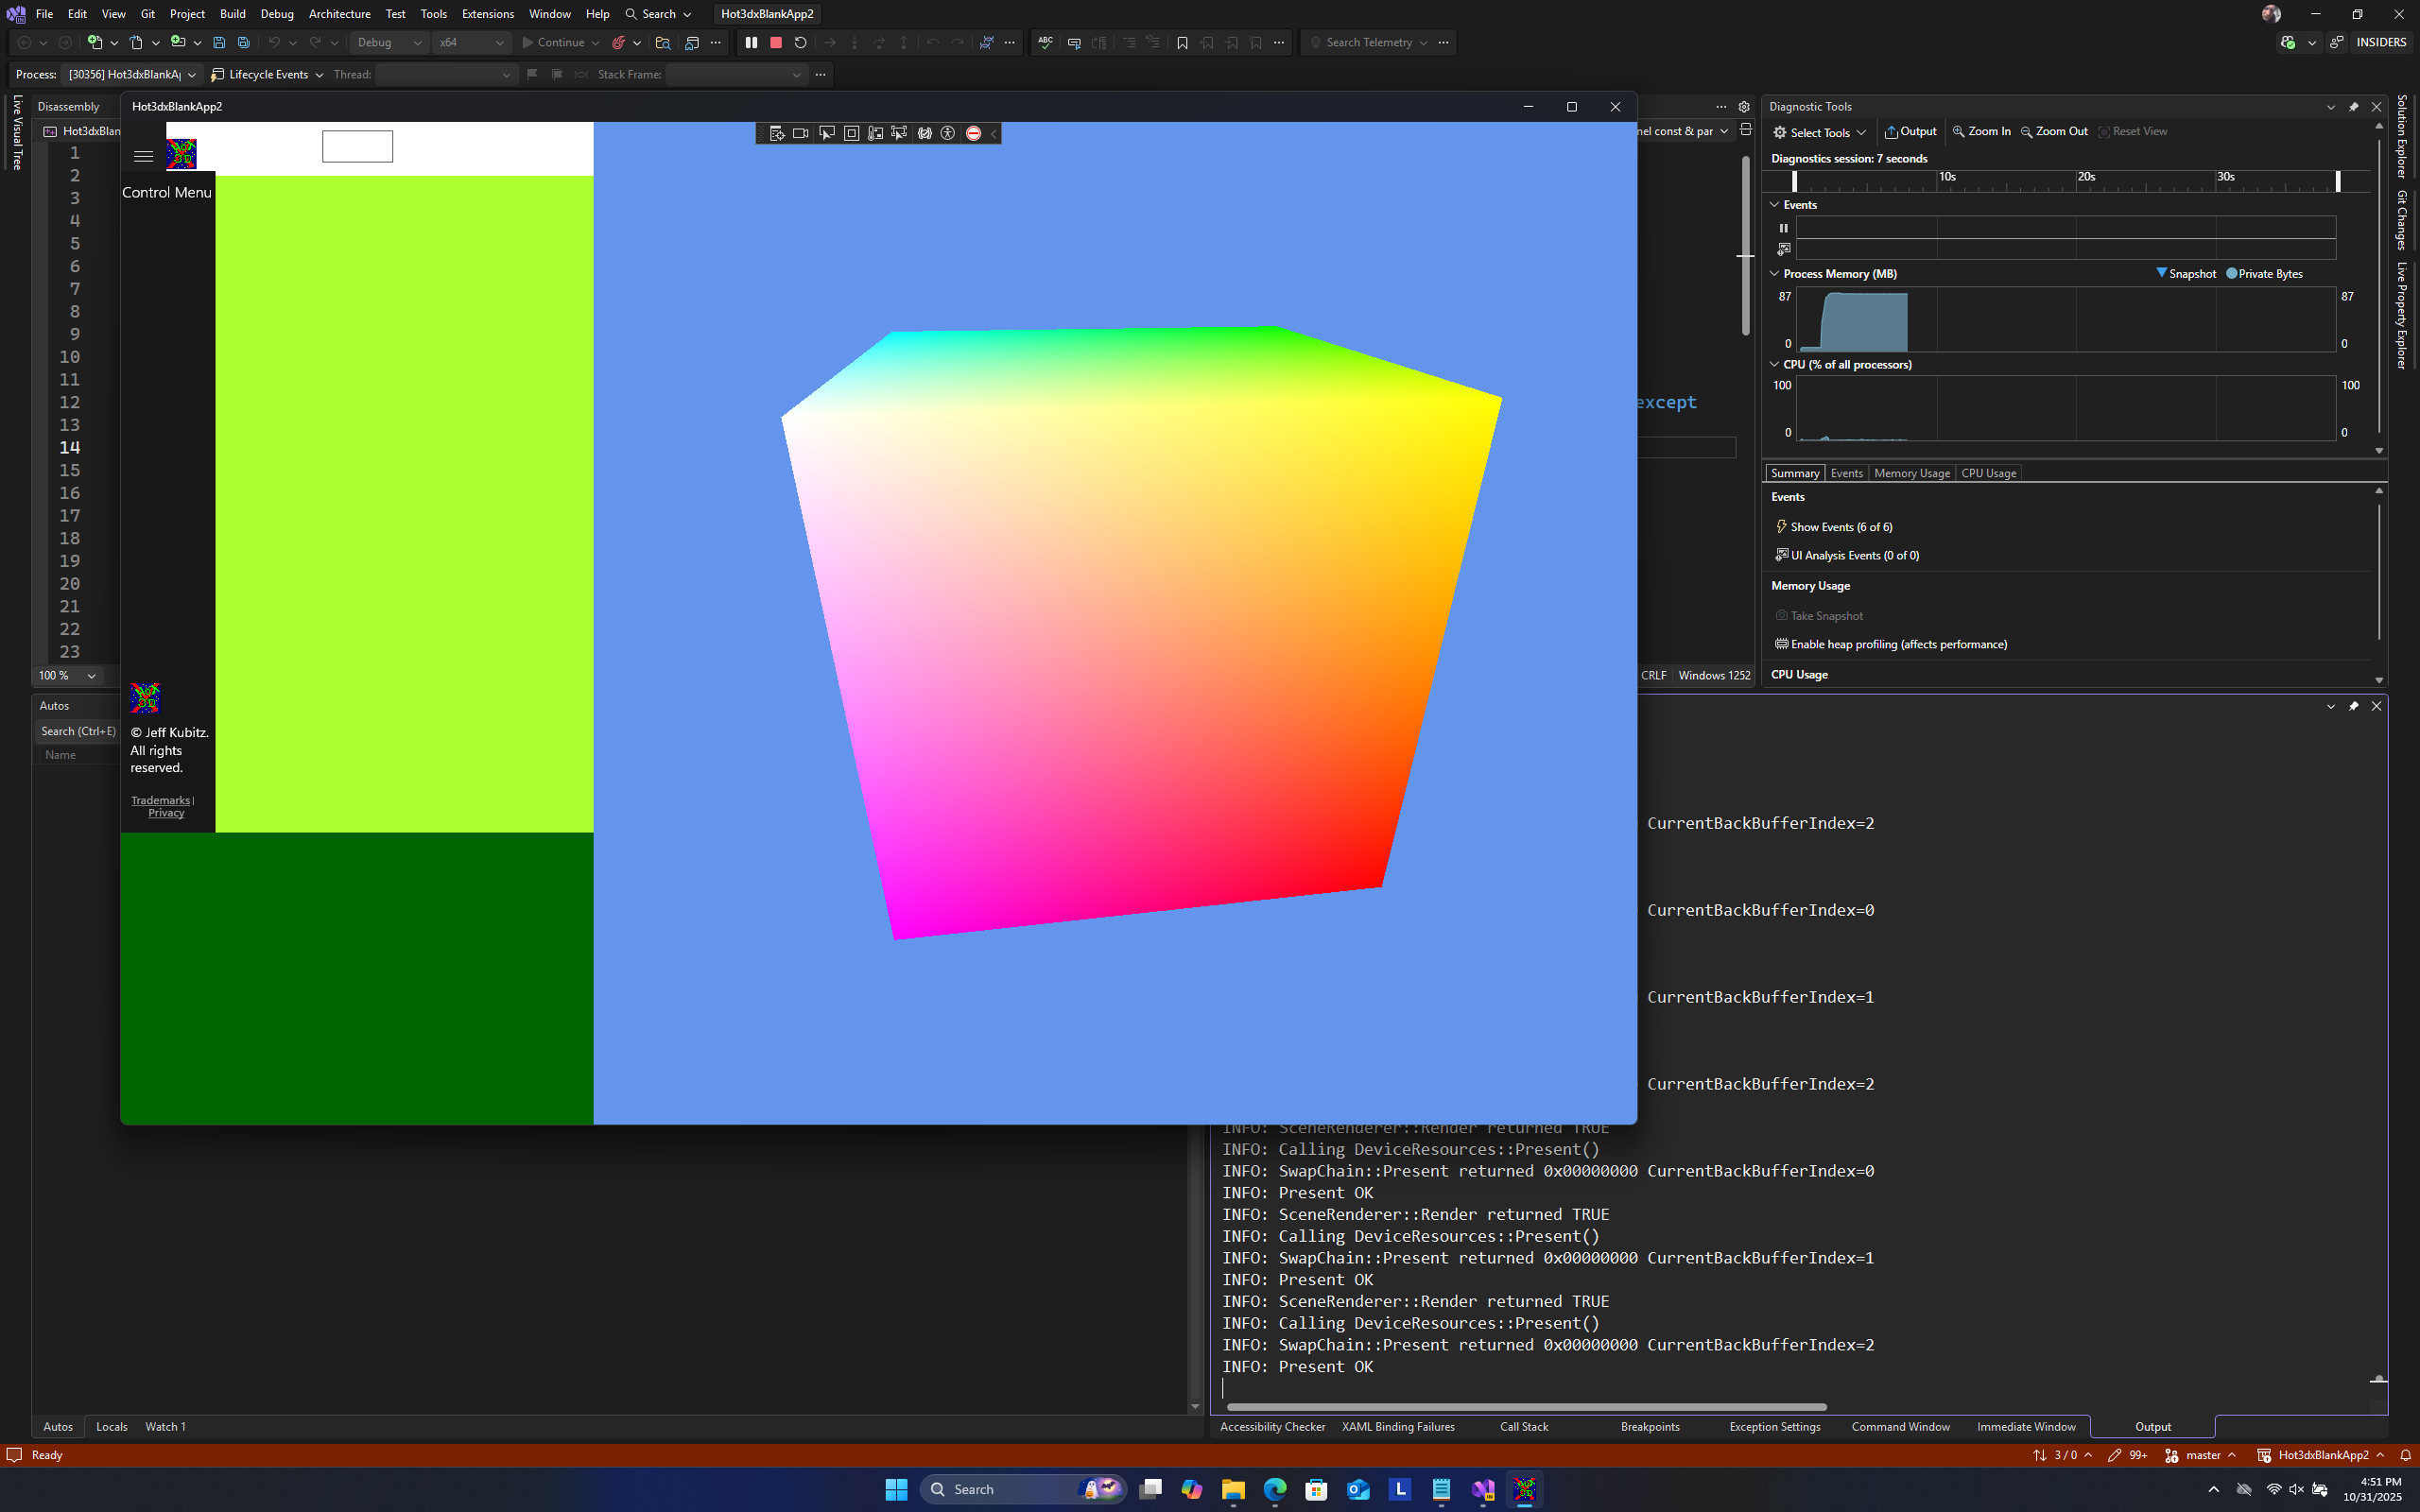 File Edit View Git Project Build Debug Architecture Test Tools Extensions Window Help Search Hot3dxBlankApp2
Debug x64 Continue Search Telemetry INSIDERS
Process: [30356] Hot3dxBlankA Lifecycle Events Thread: Stack Frame:
Live Visual Tree
Disassembly
Hot3dxBlan
1
2
3
4
5
6
7
8
9
10
11
12
13
14
15
16
17
18
19
20
21
22
23
100 %
Hot3dxBlankApp2
Control Menu
© Jeff Kubitz.
All rights
reserved.
Trademarks |
Privacy
nel const & par
except
CRLF Windows 1252
Diagnostic Tools
Select Tools Output Zoom In Zoom Out Reset View
Diagnostics session: 7 seconds
10s 20s 30s
Events
Process Memory (MB) Snapshot Private Bytes
87 87
0 0
CPU (% of all processors)
100 100
0 0
Summary Events Memory Usage CPU Usage
Events
Show Events (6 of 6)
UI Analysis Events (0 of 0)
Memory Usage
Take Snapshot
Enable heap profiling (affects performance)
CPU Usage
Solution Explorer
Git Changes
Live Property Explorer
Autos
Search (Ctrl+E)
Name
CurrentBackBufferIndex=2
CurrentBackBufferIndex=0
CurrentBackBufferIndex=1
CurrentBackBufferIndex=2
INFO: SceneRenderer::Render returned TRUE
INFO: Calling DeviceResources::Present()
INFO: SwapChain::Present returned 0x00000000 CurrentBackBufferIndex=0
INFO: Present OK
INFO: SceneRenderer::Render returned TRUE
INFO: Calling DeviceResources::Present()
INFO: SwapChain::Present returned 0x00000000 CurrentBackBufferIndex=1
INFO: Present OK
INFO: SceneRenderer::Render returned TRUE
INFO: Calling DeviceResources::Present()
INFO: SwapChain::Present returned 0x00000000 CurrentBackBufferIndex=2
INFO: Present OK
Autos Locals Watch 1
Accessibility Checker XAML Binding Failures Call Stack Breakpoints Exception Settings Command Window Immediate Window Output
Ready 3 / 0 99+ master Hot3dxBlankApp2
Search
4:51 PM
10/31/2025